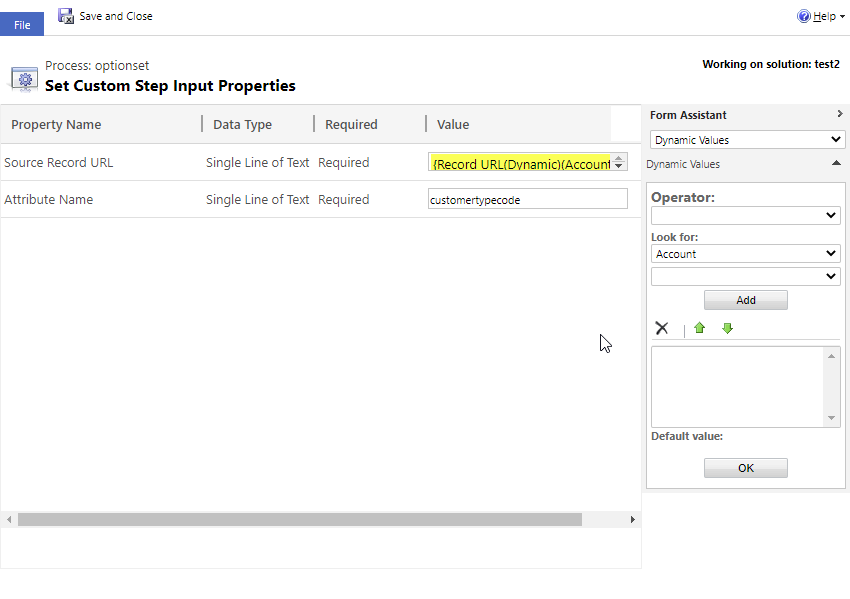 File
Save and Close
Help
Process: optionset
Set Custom Step Input Properties
Working on solution: test2
Property Name
Data Type
Required
Value
Source Record URL
Single Line of Text
Required
{Record URL(Dynamic)(Account
Attribute Name
Single Line of Text
Required
customertypecode
Form Assistant
Dynamic Values
Dynamic Values
Operator:
Look for:
Account
Add
Default value:
OK